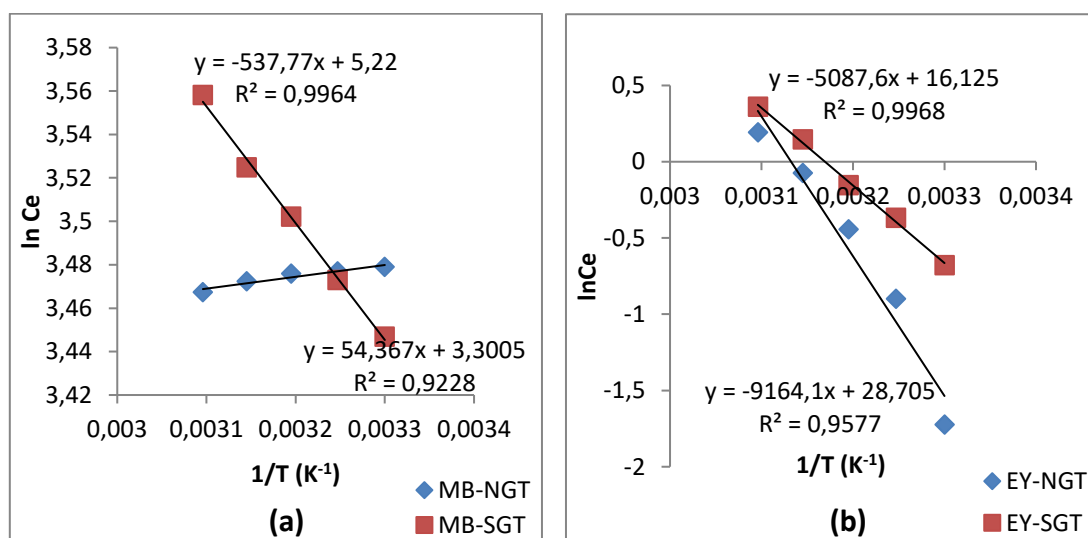 3,58
3,56
3,54
3,52
3,5
3,48
3,46
3,44
3,42
ln Ce
y = -537,77x + 5,22
R² = 0,9964
y = 54,367x + 3,3005
R² = 0,9228
0,003 0,0031 0,0032 0,0033 0,0034
1/T (K⁻¹)
MB-NGT
MB-SGT
(a)
0,5
0
-0,5
-1
-1,5
-2
lnCe
y = -5087,6x + 16,125
R² = 0,9968
0,003 0,0031 0,0032 0,0033 0,0034
y = -9164,1x + 28,705
R² = 0,9577
1/T (K⁻¹)
EY-NGT
EY-SGT
(b)